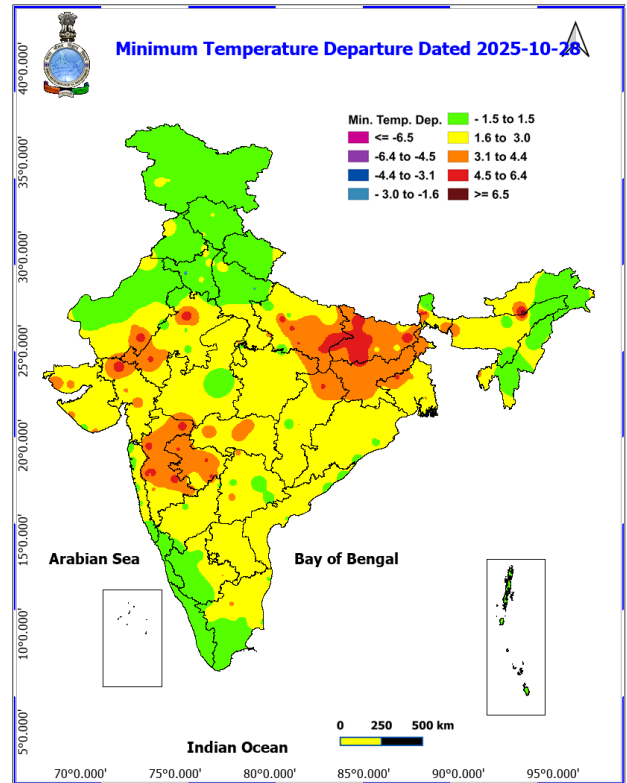 Minimum Temperature Departure Dated 2025-10-28
Min. Temp. Dep.
<= -6.5
-6.4 to -4.5
-4.4 to -3.1
- 3.0 to -1.6
- 1.5 to 1.5
1.6 to 3.0
3.1 to 4.4
4.5 to 6.4
>= 6.5
40°0.000'
35°0.000'
30°0.000'
25°0.000'
20°0.000'
15°0.000'
10°0.000'
5°0.000'
Arabian Sea
Bay of Bengal
Indian Ocean
0 250 500 km
70°0.000' 75°0.000' 80°0.000' 85°0.000' 90°0.000' 95°0.000'